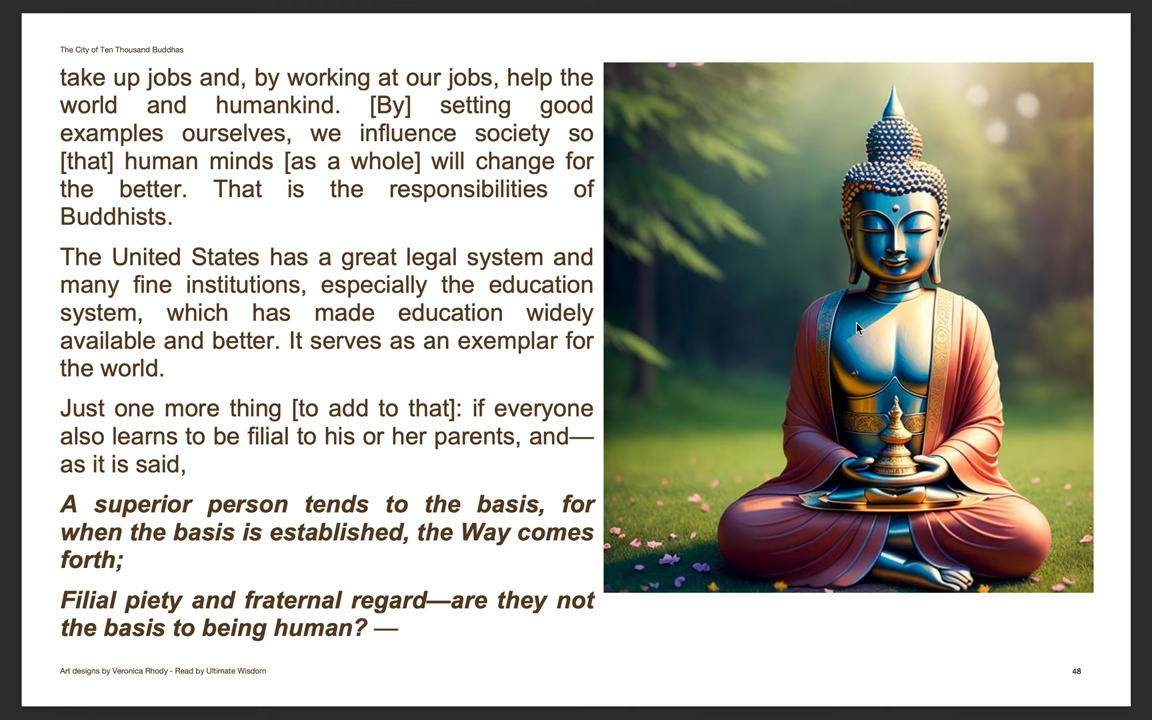 The City of Ten Thousand Buddhas
take up jobs and, by working at our jobs, help the
world and humankind. [By] setting good
examples ourselves, we influence society so
[that] human minds [as a whole] will change for
the better. That is the responsibilities of
Buddhists.
The United States has a great legal system and
many fine institutions, especially the education
system, which has made education widely
available and better. It serves as an exemplar for
the world.
Just one more thing [to add to that]: if everyone
also learns to be filial to his or her parents, and—
as it is said,
A superior person tends to the basis, for
when the basis is established, the Way comes
forth;
Filial piety and fraternal regard—are they not
the basis to being human? —
Art designs by Veronica Rhody - Read by Ultimate Wisdom
48